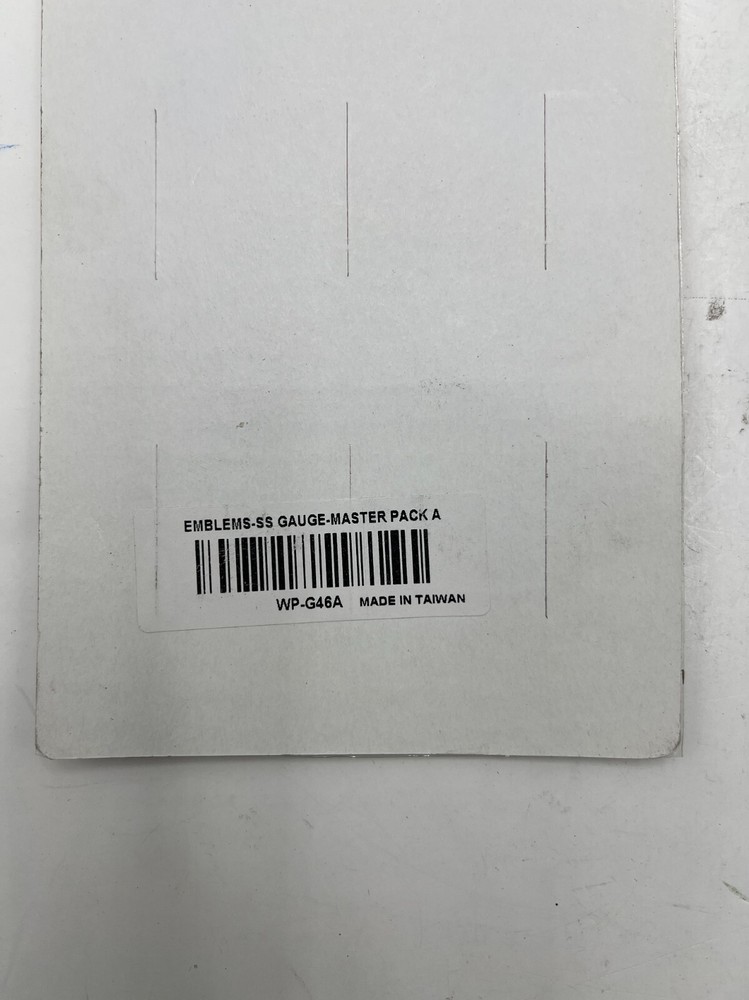 EMBLEMS-SS GAUGE-MASTER PACK A
WP-G46A MADE IN TAIWAN